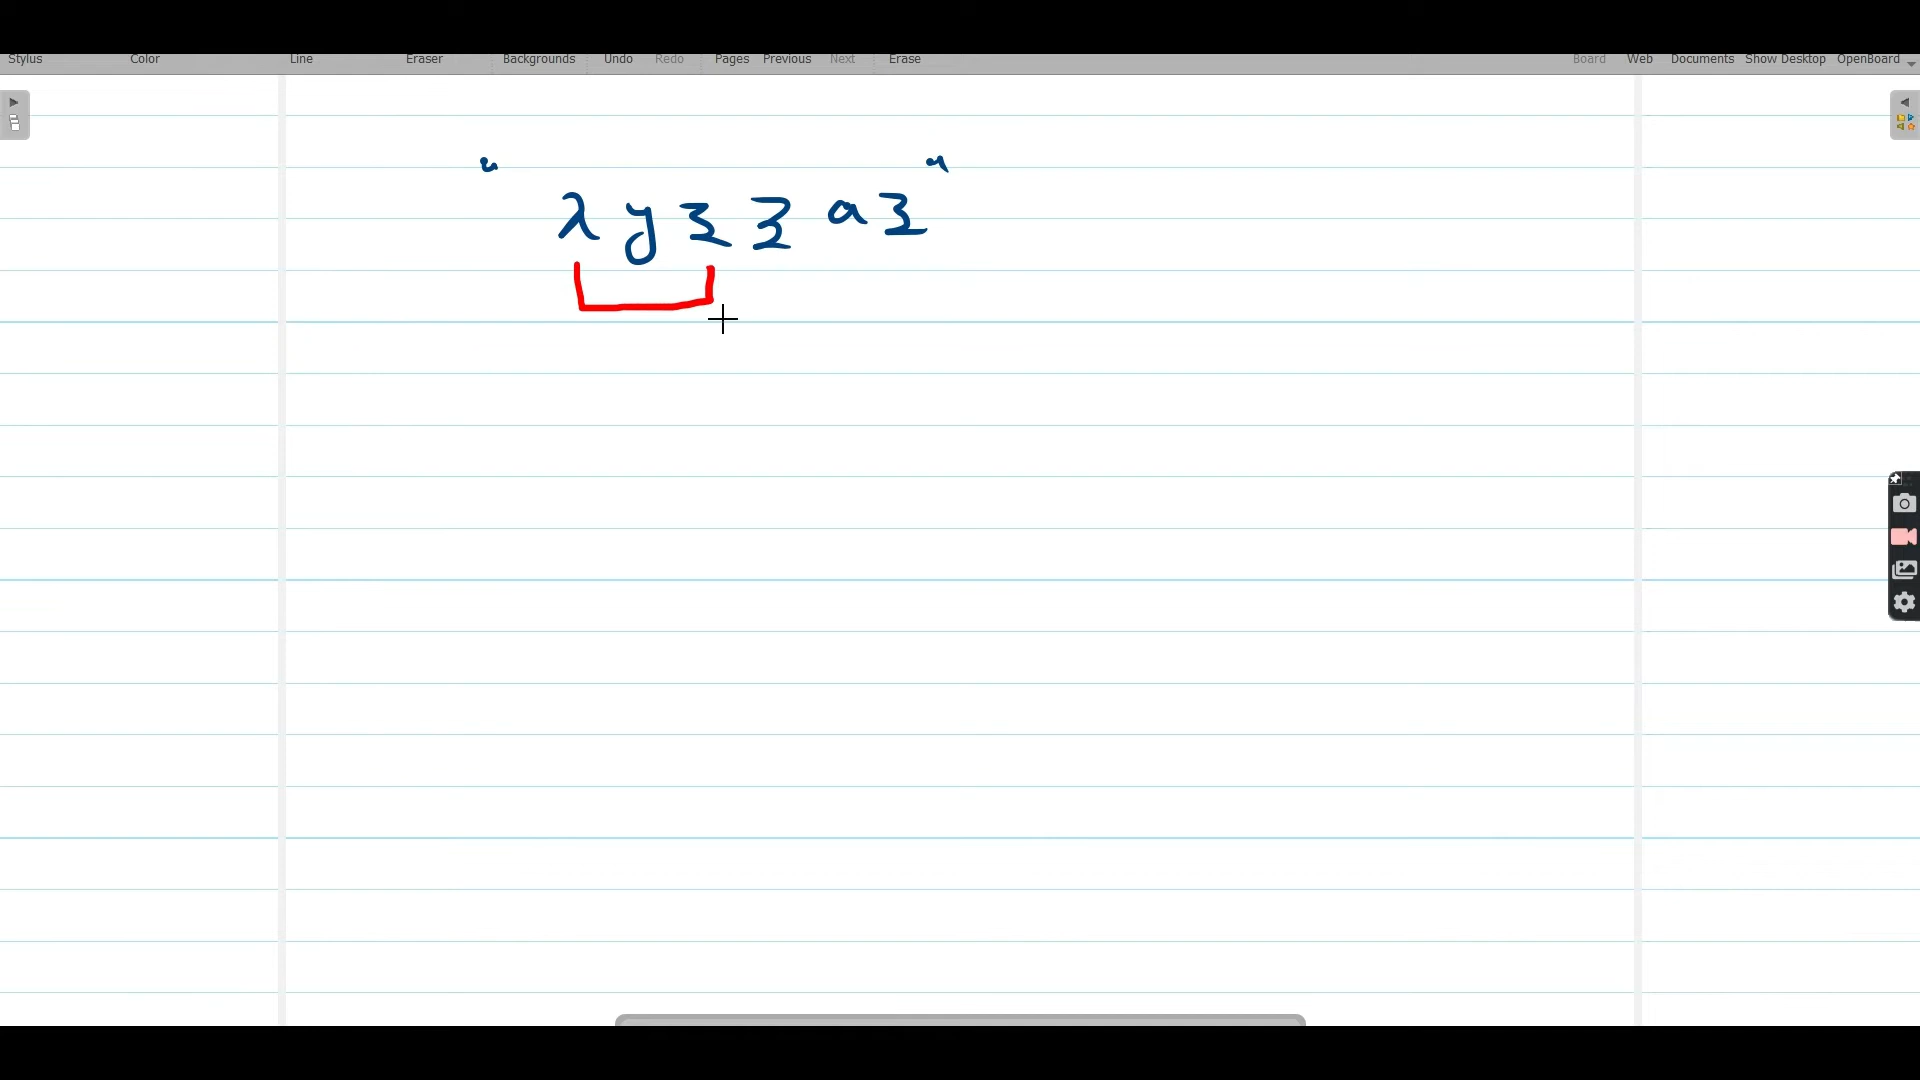 Stylus Color Line Eraser Backgrounds Undo Redo Pages Previous Next Erase Board Web Documents Show Desktop OpenBoard
" x y z z a z "